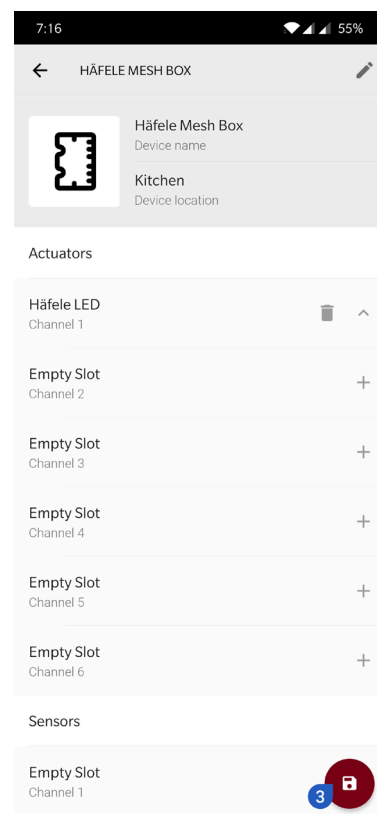 7:16
55%
HÄFELE MESH BOX
Häfele Mesh Box
Device name
Kitchen
Device location
Actuators
Häfele LED
Channel 1
Empty Slot
Channel 2
Empty Slot
Channel 3
Empty Slot
Channel 4
Empty Slot
Channel 5
Empty Slot
Channel 6
Sensors
Empty Slot
Channel 1
3